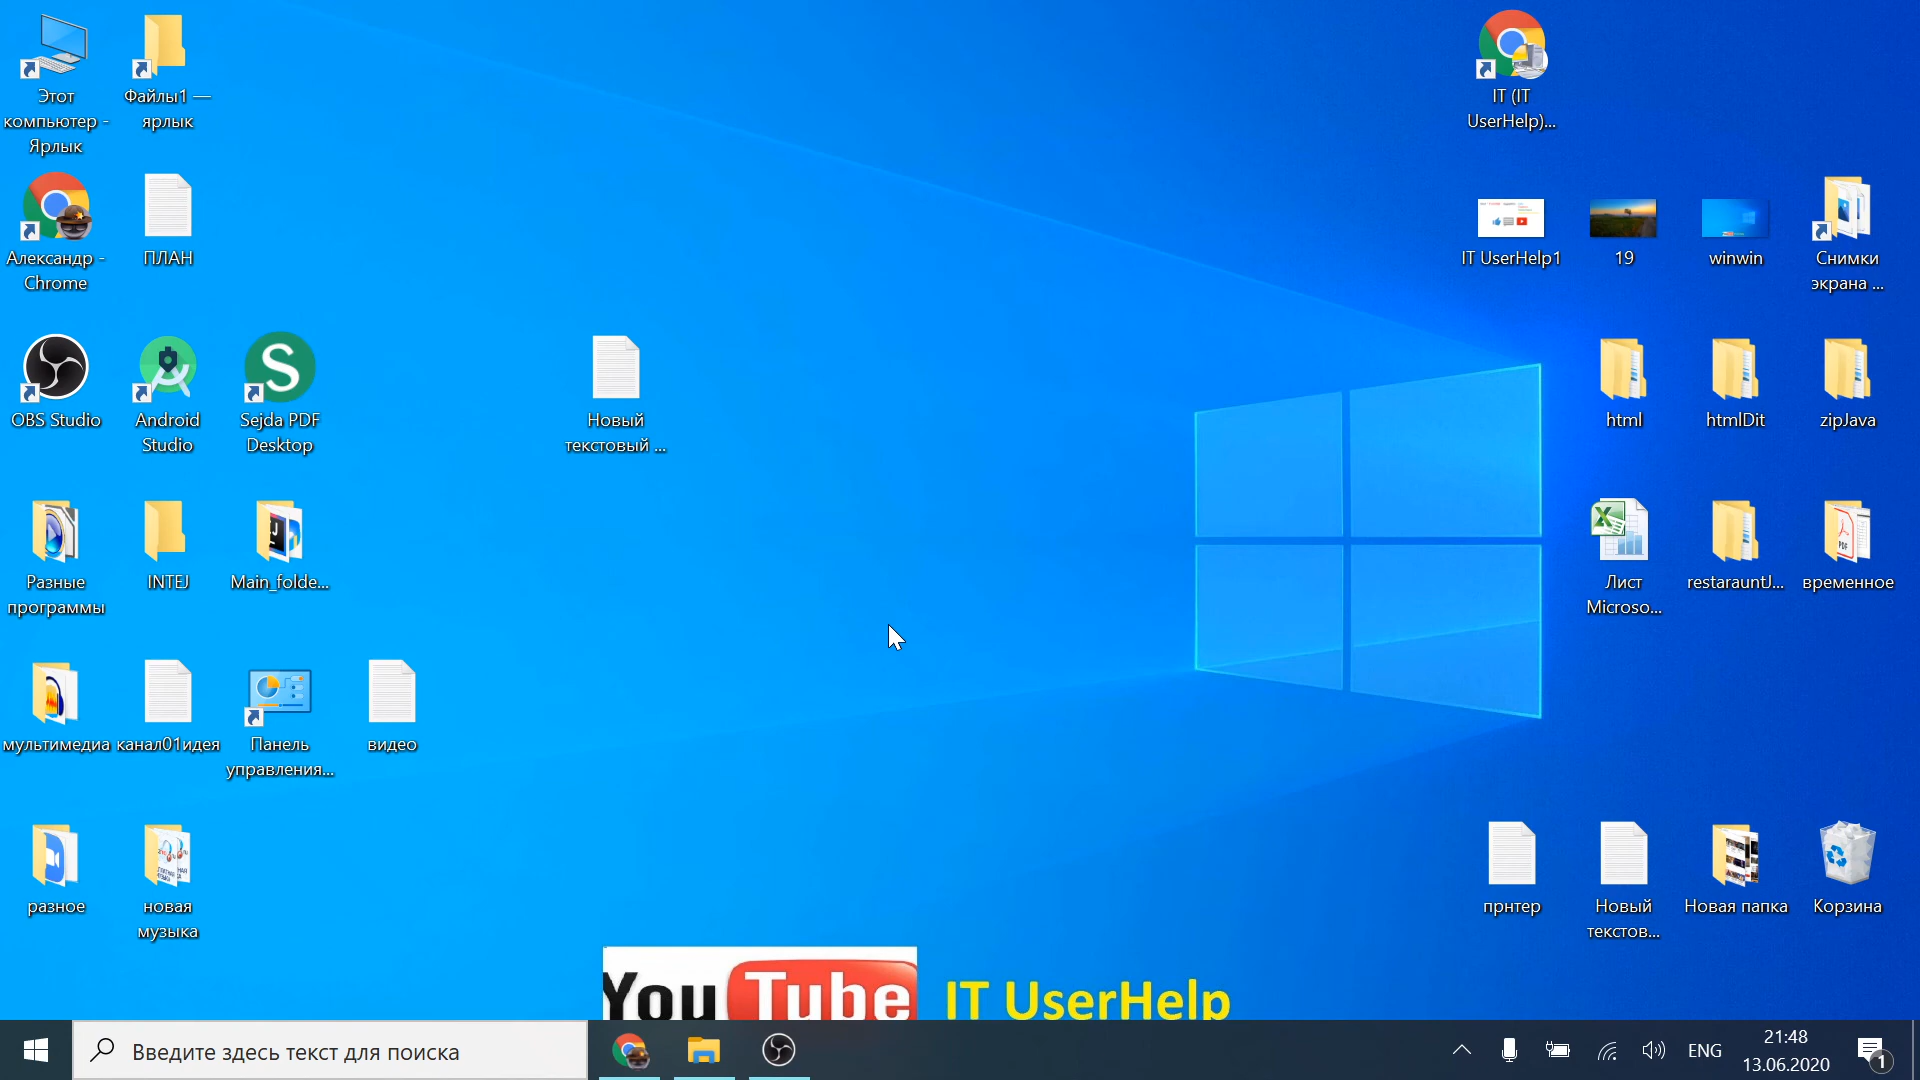 Этот
компьютер -
Ярлык
Файлы1 —
ярлык
IT (IT
UserHelp)...
Александр -
Chrome
ПЛАН
IT UserHelp1
19
winwin
Снимки
экрана ...
OBS Studio
Android
Studio
Sejda PDF
Desktop
Новый
текстовый ...
html
htmlDit
zipJava
Разные
программы
INTEJ
Main_folde...
Лист
Microso...
restarauntJ...
временное
мультимедиа
канал01идея
Панель
управления...
видео
разное
новая
музыка
прнтер
Новый
текстов...
Новая папка
Корзина
YouTube
IT UserHelp
Введите здесь текст для поиска
ENG
21:48
13.06.2020
1